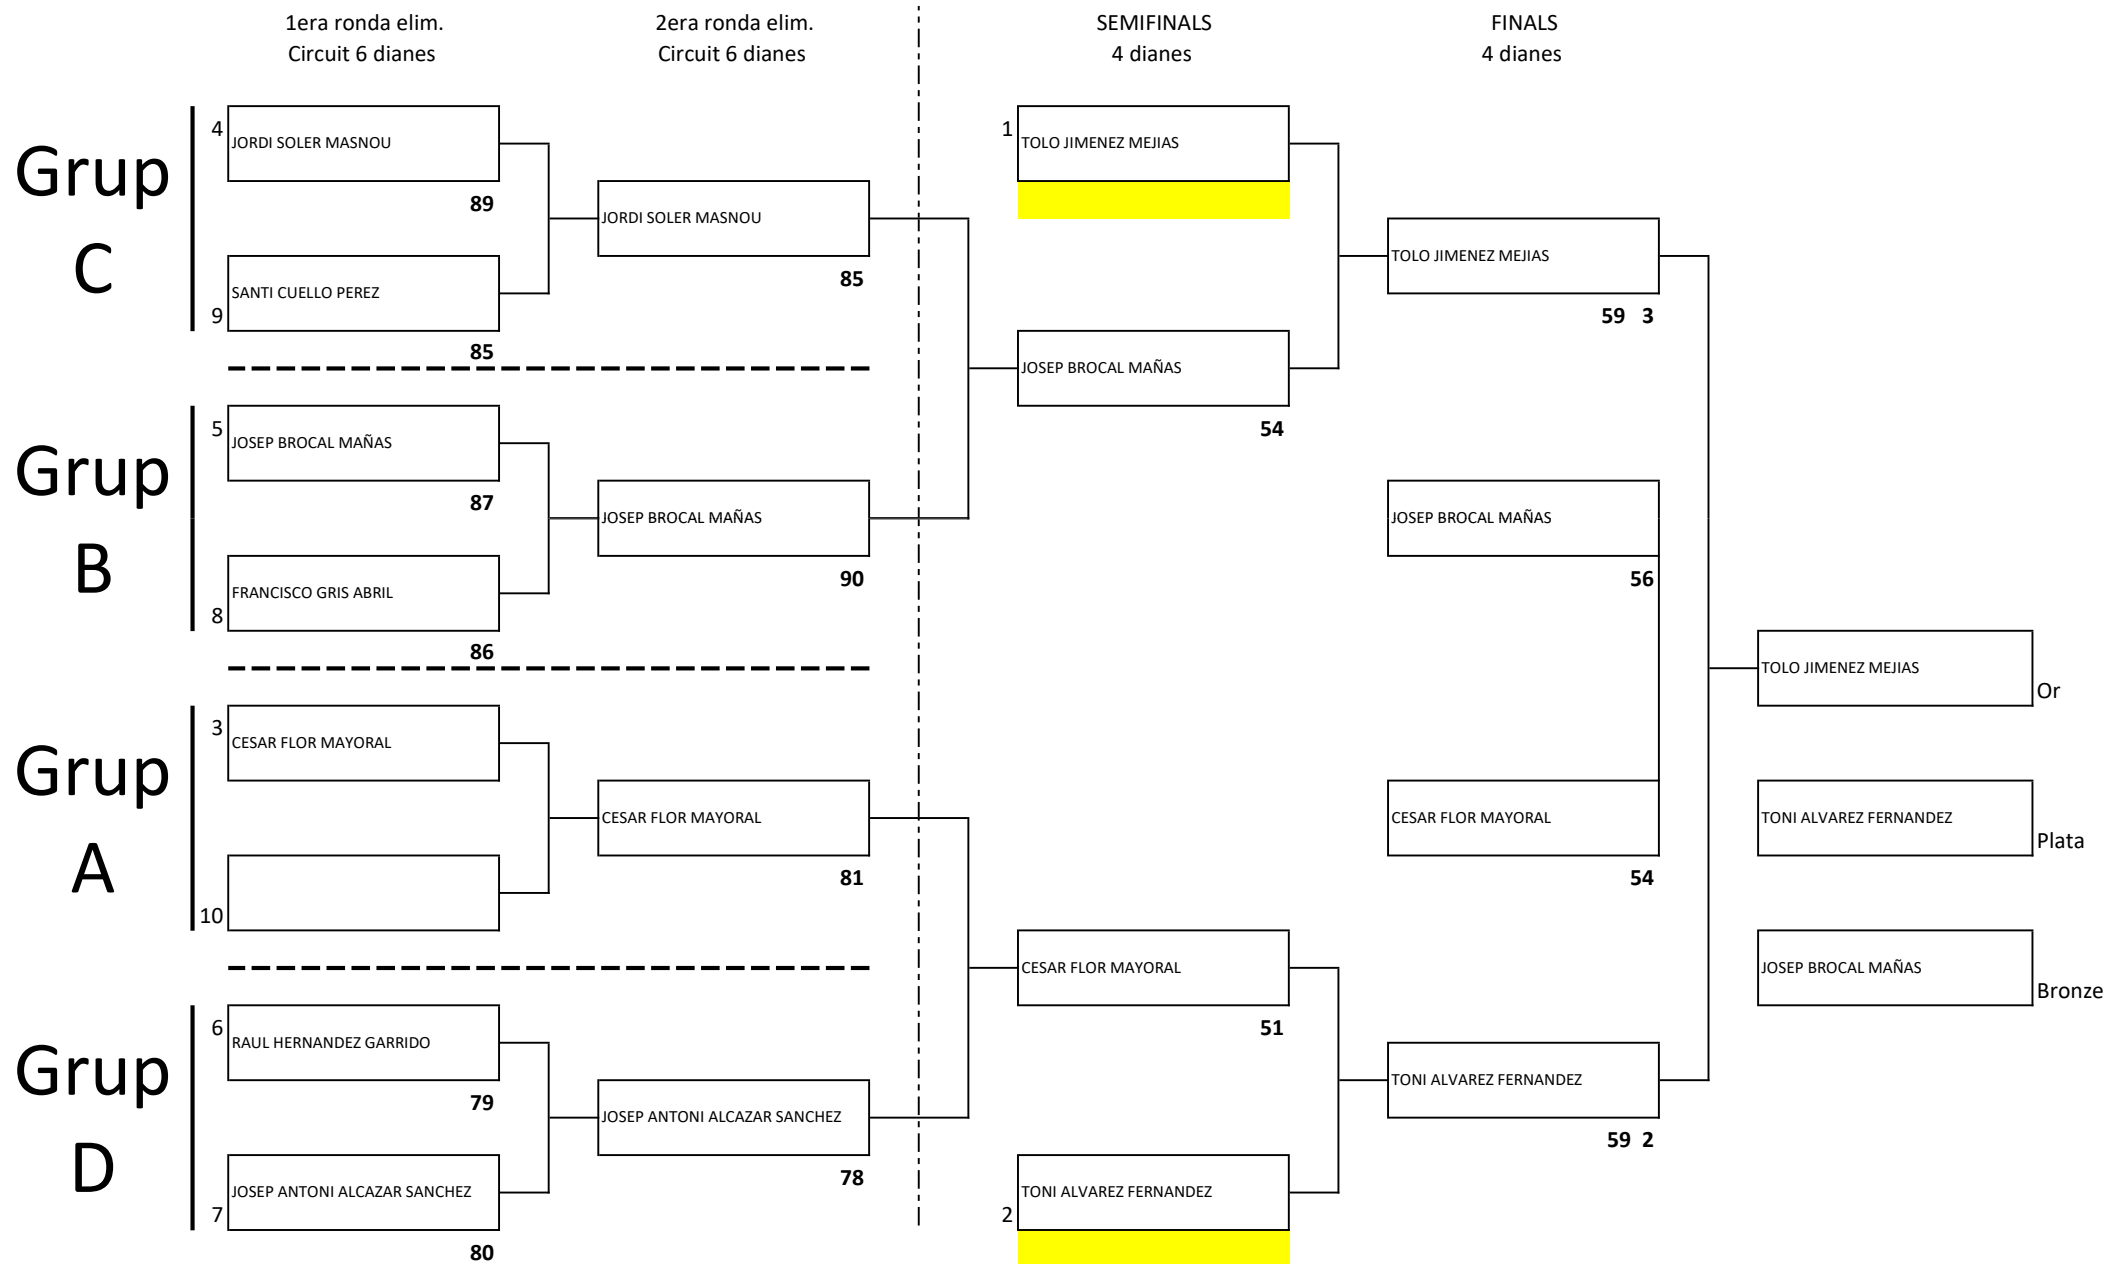 1era ronda elim.
Circuit 6 dianes
2era ronda elim.
Circuit 6 dianes
SEMIFINALS
4 dianes
FINALS
4 dianes
Grup
C
4
JORDI SOLER MASNOU
89
SANTI CUELLO PEREZ
9
85
JORDI SOLER MASNOU
85
Grup
B
5
JOSEP BROCAL MAÑAS
87
FRANCISCO GRIS ABRIL
8
86
JOSEP BROCAL MAÑAS
90
Grup
A
3
CESAR FLOR MAYORAL
10
CESAR FLOR MAYORAL
81
Grup
D
6
RAUL HERNANDEZ GARRIDO
79
JOSEP ANTONI ALCAZAR SANCHEZ
7
80
JOSEP ANTONI ALCAZAR SANCHEZ
78
1
TOLO JIMENEZ MEJIAS
JOSEP BROCAL MAÑAS
54
CESAR FLOR MAYORAL
51
TONI ALVAREZ FERNANDEZ
2
TOLO JIMENEZ MEJIAS
59 3
JOSEP BROCAL MAÑAS
56
CESAR FLOR MAYORAL
54
TONI ALVAREZ FERNANDEZ
59 2
TOLO JIMENEZ MEJIAS
Or
TONI ALVAREZ FERNANDEZ
Plata
JOSEP BROCAL MAÑAS
Bronze